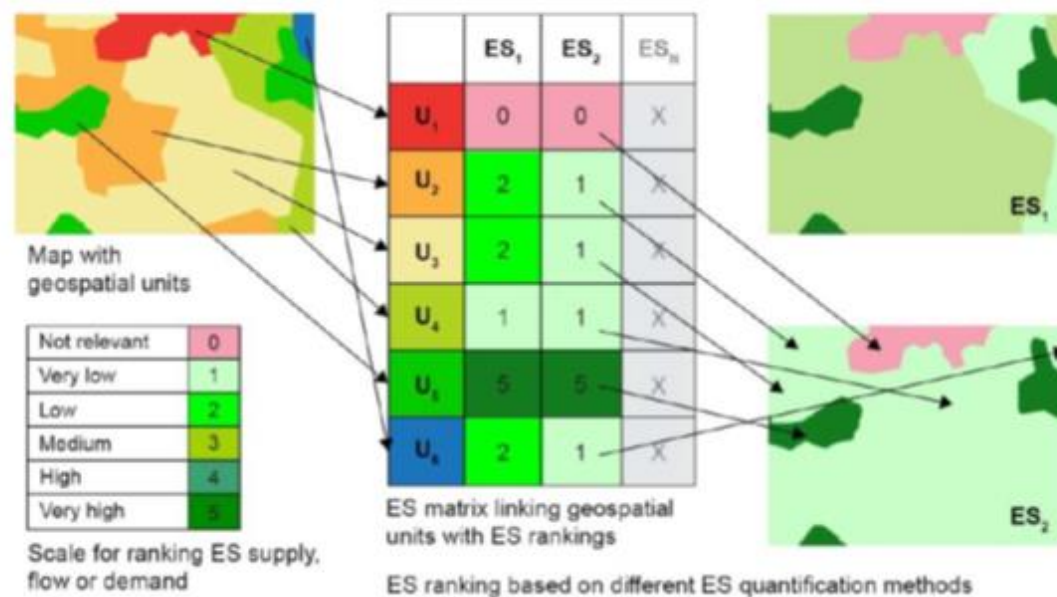 ES₁ ES₂ ES_N
U₁ 0 0 X
U₂ 2 1 X
U₃ 2 1 X
U₄ 1 1 X
U₅ 5 5 X
U₆ 2 1 X
Map with
geospatial units
Not relevant 0
Very low 1
Low 2
Medium 3
High 4
Very high 5
Scale for ranking ES supply,
flow or demand
ES matrix linking geospatial
units with ES rankings
ES ranking based on different ES quantification methods
ES₁
ES₂